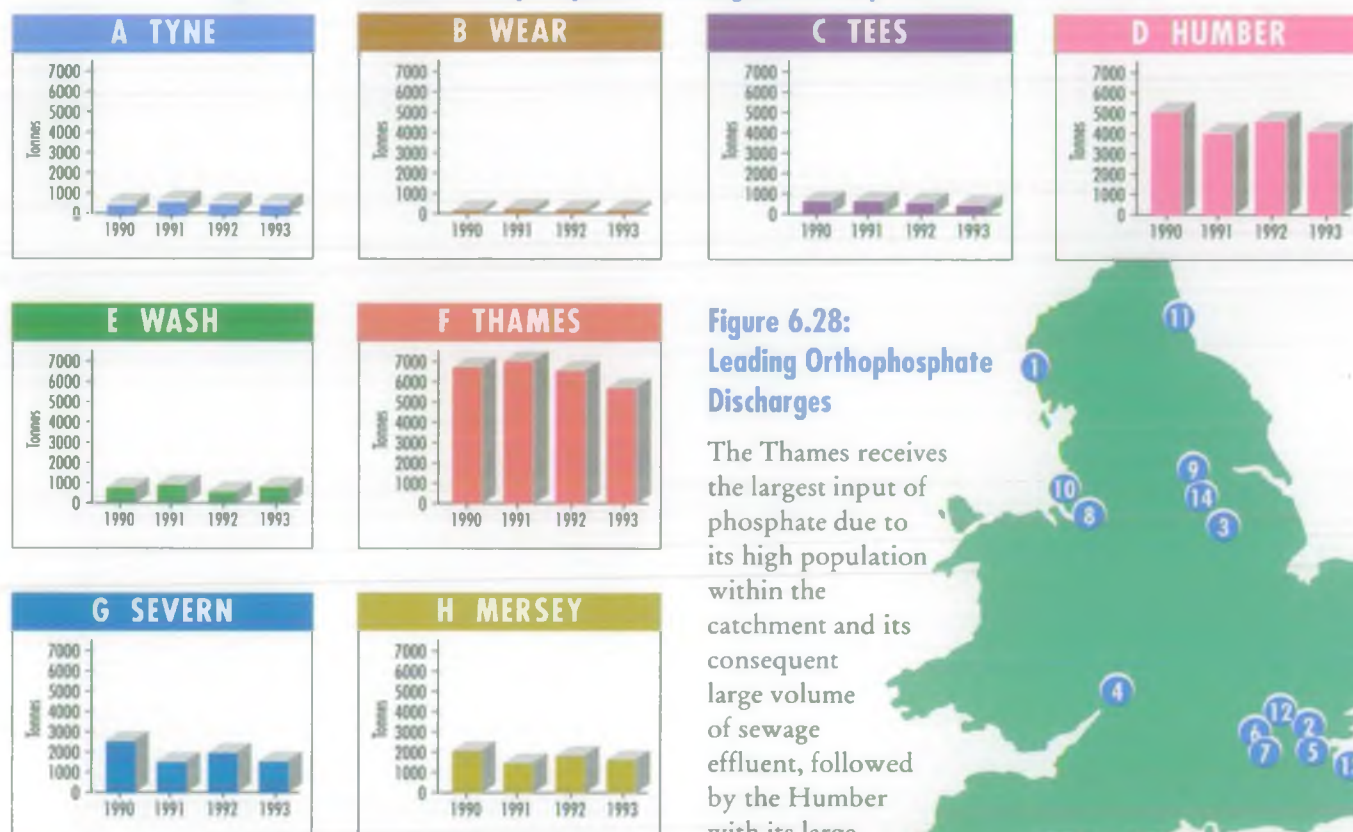 A TYNE
Tonnes
7000
6000
5000
4000
3000
2000
1000
0
1990 1991 1992 1993
B WEAR
Tonnes
7000
6000
5000
4000
3000
2000
1000
0
1990 1991 1992 1993
C TEES
Tonnes
7000
6000
5000
4000
3000
2000
1000
0
1990 1991 1992 1993
D HUMBER
Tonnes
7000
6000
5000
4000
3000
2000
1000
0
1990 1991 1992 1993
E WASH
Tonnes
7000
6000
5000
4000
3000
2000
1000
0
1990 1991 1992 1993
F THAMES
Tonnes
7000
6000
5000
4000
3000
2000
1000
0
1990 1991 1992 1993
G SEVERN
Tonnes
7000
6000
5000
4000
3000
2000
1000
0
1990 1991 1992 1993
H MERSEY
Tonnes
7000
6000
5000
4000
3000
2000
1000
0
1990 1991 1992 1993
Figure 6.28:
Leading Orthophosphate
Discharges
The Thames receives
the largest input of
phosphate due to
its high population
within the
catchment and its
consequent
large volume
of sewage
effluent, followed
by the Humber
with its large
11
1
9
10
14
8
3
4
12
6 2
7 5